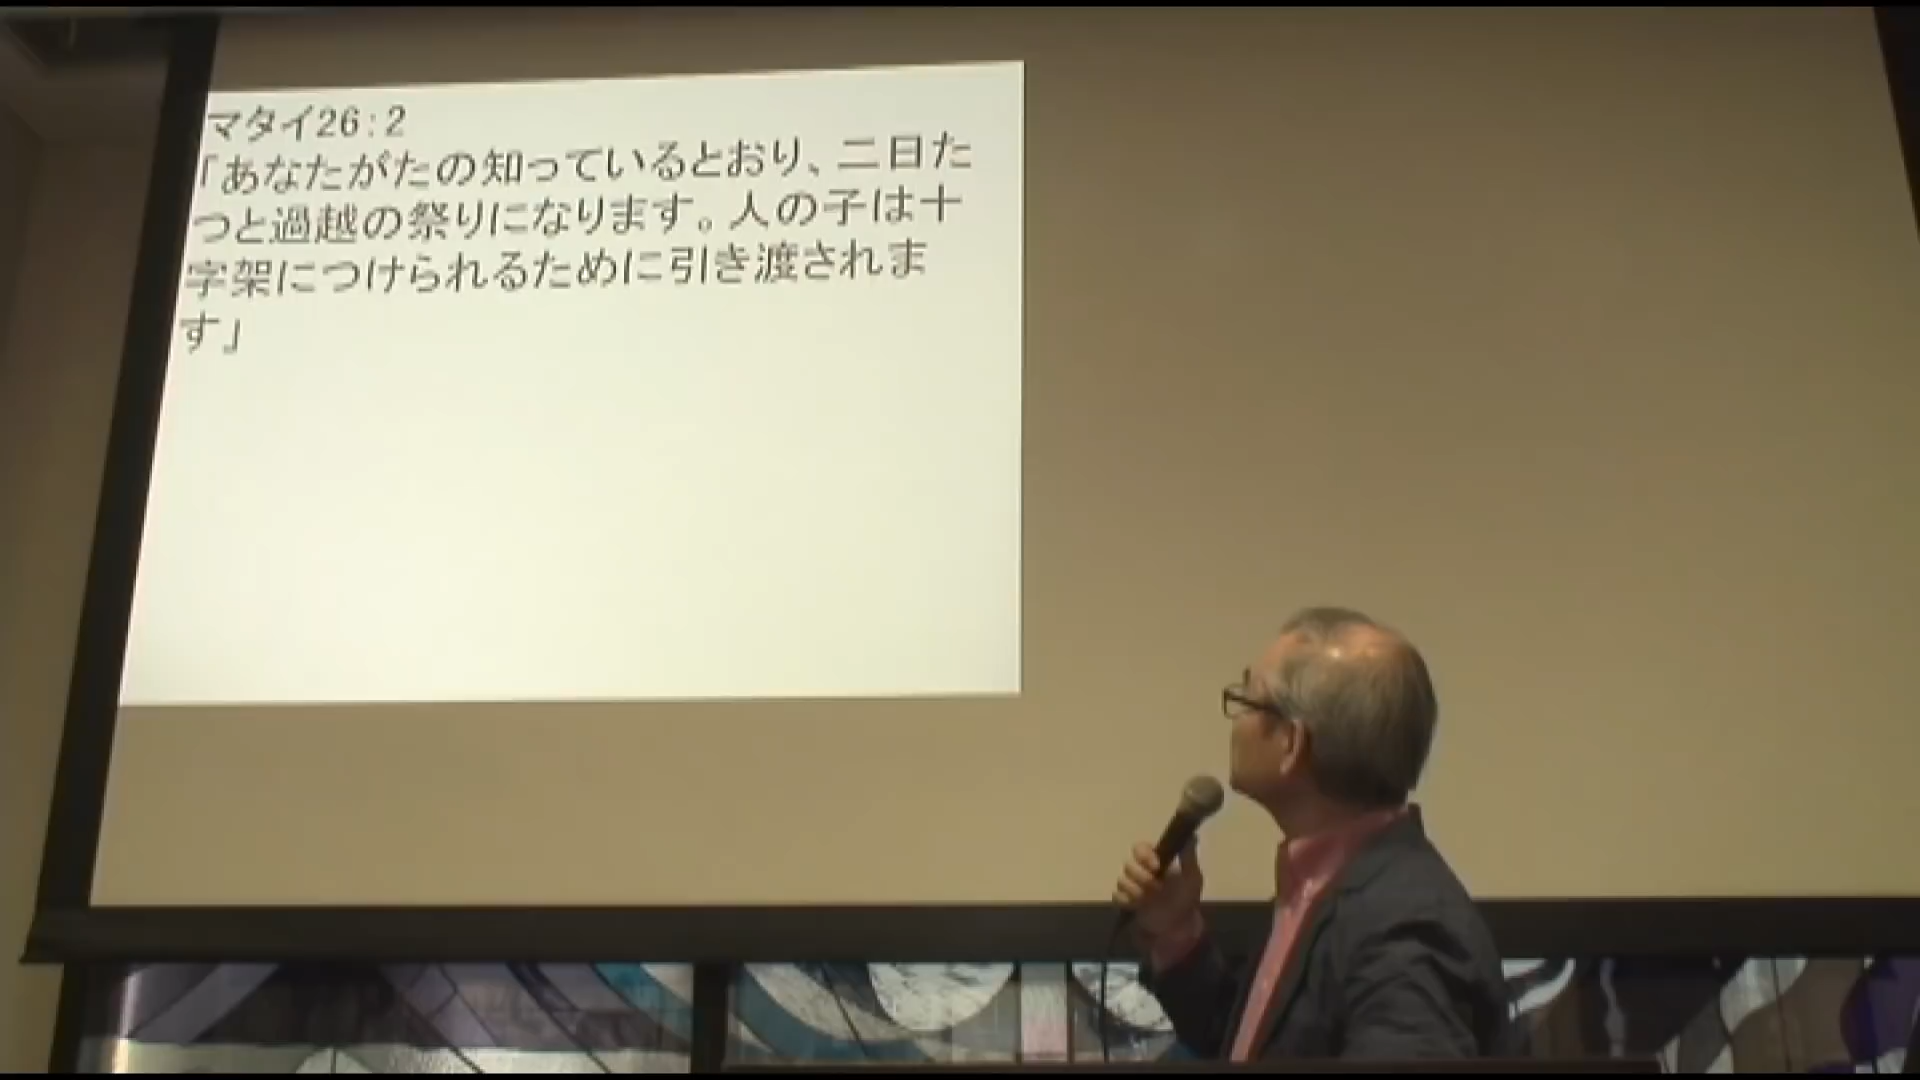 マタイ26:2
「あなたがたの知っているとおり、二日た
つと過越の祭りになります。人の子は十
字架につけられるために引き渡されま
す」